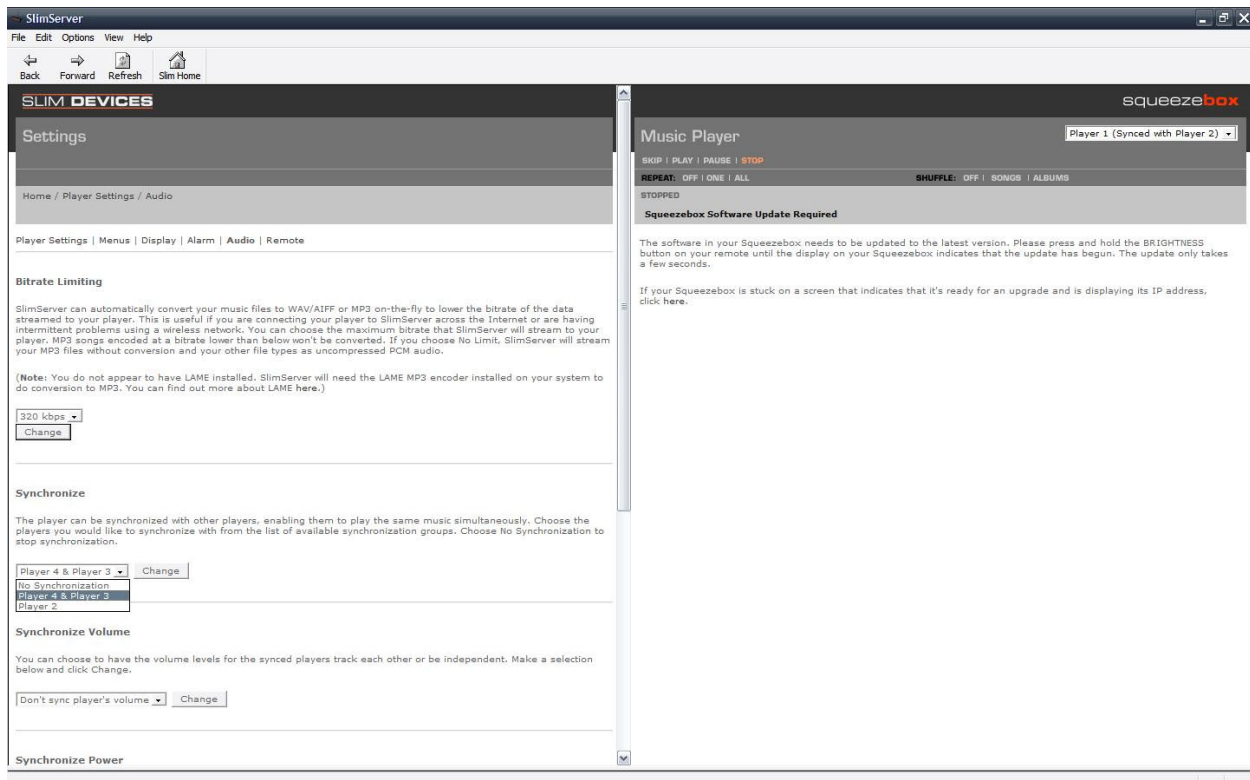 SlimServer
File Edit Options View Help
Back Forward Refresh Slim Home
SLIM DEVICES
Settings
Home / Player Settings / Audio
Player Settings | Menus | Display | Alarm | Audio | Remote
Bitrate Limiting
SlimServer can automatically convert your music files to WAV/AIFF or MP3 on-the-fly to lower the bitrate of the data
streamed to your player. This is useful if you are connecting your player to SlimServer across the Internet or are having
intermittent problems using a wireless network. You can choose the maximum bitrate that SlimServer will stream to your
player. MP3 songs encoded at a bitrate lower than below won't be converted. If you choose No Limit, SlimServer will stream
your MP3 files without conversion and your other file types as uncompressed PCM audio.
(Note: You do not appear to have LAME installed. SlimServer will need the LAME MP3 encoder installed on your system to
do conversion to MP3. You can find out more about LAME here.)
320 kbps
Change
Synchronize
The player can be synchronized with other players, enabling them to play the same music simultaneously. Choose the
players you would like to synchronize with from the list of available synchronization groups. Choose No Synchronization to
stop synchronization.
Player 4 & Player 3 Change
No Synchronization
Player 4 & Player 3
Player 2
Synchronize Volume
You can choose to have the volume levels for the synced players track each other or be independent. Make a selection
below and click Change.
Don't sync player's volume Change
Synchronize Power
squeezebox
Music Player Player 1 (Synced with Player 2)
SKIP | PLAY | PAUSE | STOP
REPEAT: OFF | ONE | ALL SHUFFLE: OFF | SONGS | ALBUMS
STOPPED
Squeezebox Software Update Required
The software in your Squeezebox needs to be updated to the latest version. Please press and hold the BRIGHTNESS
button on your remote until the display on your Squeezebox indicates that the update has begun. The update only takes
a few seconds.
If your Squeezebox is stuck on a screen that indicates that it's ready for an upgrade and is displaying its IP address,
click here.